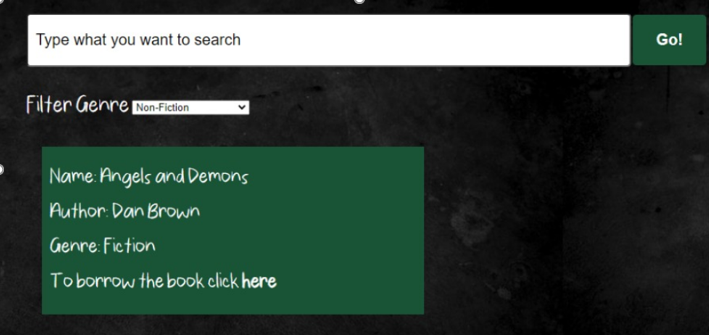 Type what you want to search
Go!
Filter Genre Non-Fiction
Name: Angels and Demons
Author: Dan Brown
Genre: Fiction
To borrow the book click here